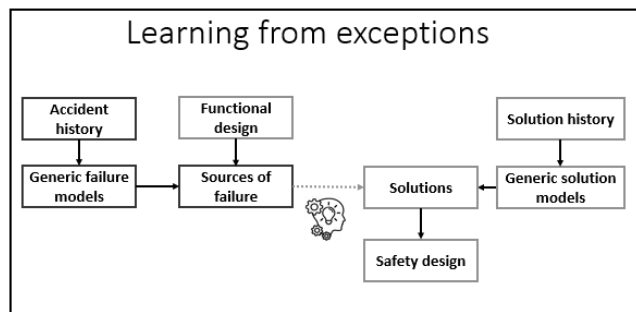 Learning from exceptions
Accident
history
Functional
design
Solution history
Generic failure
models
Sources of
failure
Solutions
Generic solution
models
Safety design